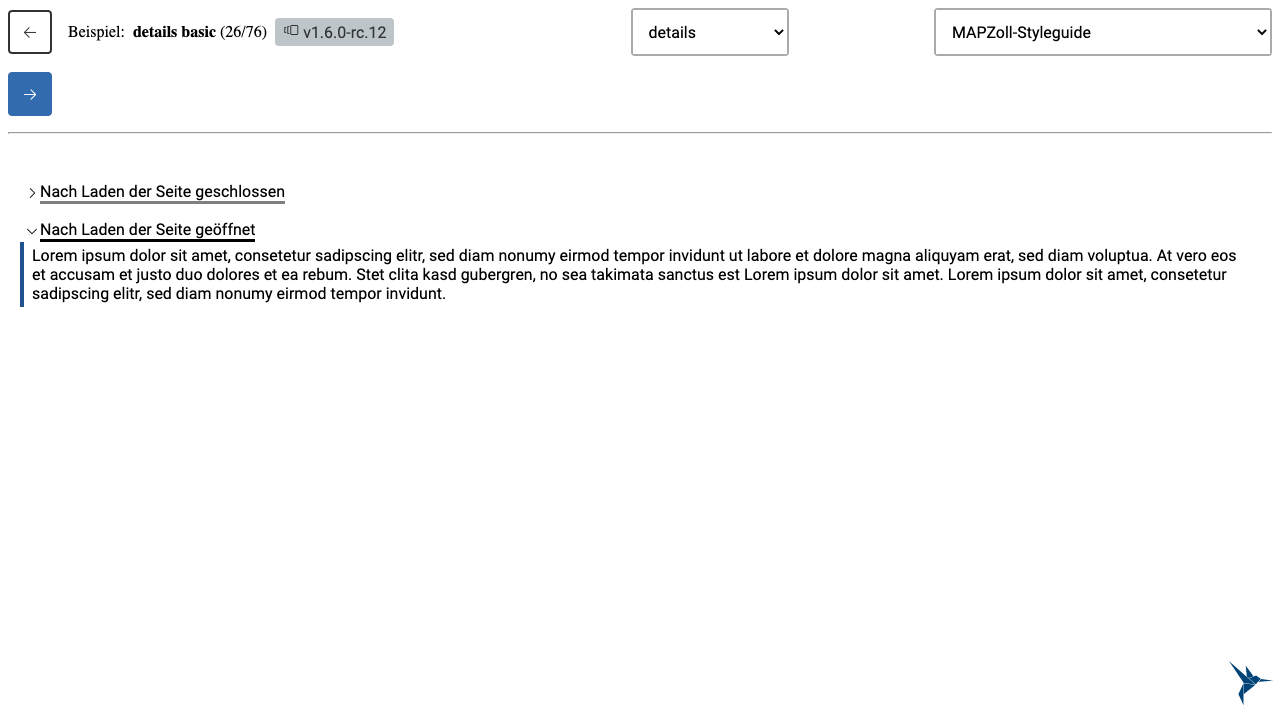 Beispiel: details basic (26/76) v1.6.0-rc.12 details MAPZoll-Styleguide
Nach Laden der Seite geschlossen
Nach Laden der Seite geöffnet
Lorem ipsum dolor sit amet, consetetur sadipscing elitr, sed diam nonumy eirmod tempor invidunt ut labore et dolore magna aliquyam erat, sed diam voluptua. At vero eos
et accusam et justo duo dolores et ea rebum. Stet clita kasd gubergren, no sea takimata sanctus est Lorem ipsum dolor sit amet. Lorem ipsum dolor sit amet, consetetur
sadipscing elitr, sed diam nonumy eirmod tempor invidunt.